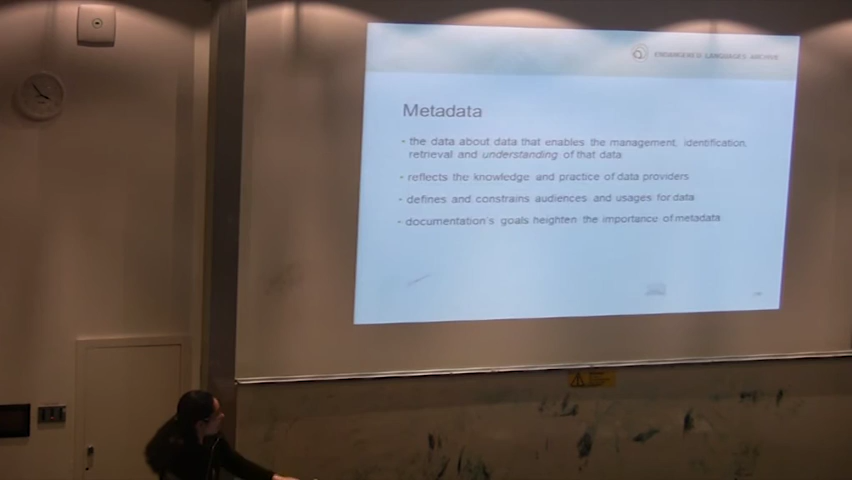 ENDANGERED LANGUAGES ARCHIVE
Metadata
- the data about data that enables the management, identification,
retrieval and understanding of that data
- reflects the knowledge and practice of data providers
- defines and constrains audiences and usages for data
- documentation's goals heighten the importance of metadata